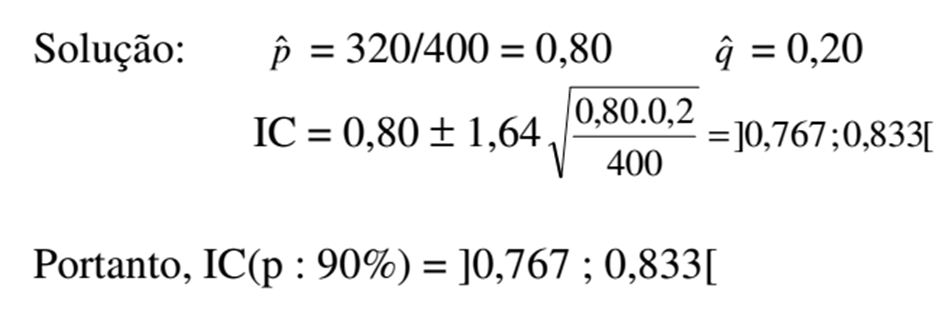 Solução: p̂ = 320/400 = 0,80 q̂ = 0,20
IC = 0,80 ± 1,64 √(0,80.0,2/400) = ]0,767;0,833[
Portanto, IC(p : 90%) = ]0,767 ; 0,833[